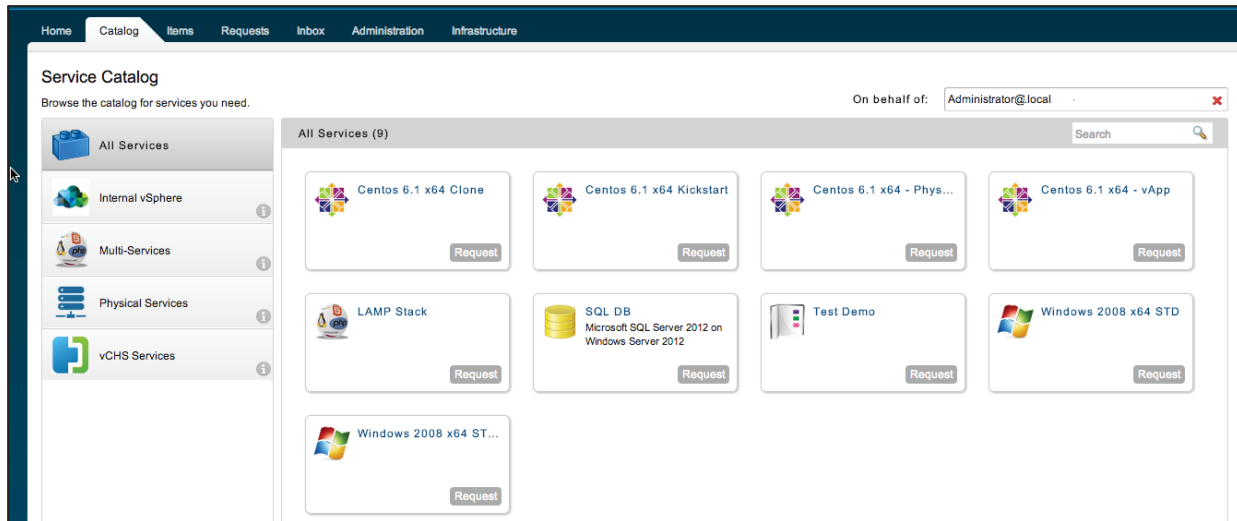 Home Catalog Items Requests Inbox Administration Infrastructure
Service Catalog
Browse the catalog for services you need.
On behalf of: Administrator@.local
All Services
Internal vSphere
Multi-Services
Physical Services
vCHS Services
All Services (9)
Search
Centos 6.1 x64 Clone
Request
Centos 6.1 x64 Kickstart
Request
Centos 6.1 x64 - Phys...
Request
Centos 6.1 x64 - vApp
Request
LAMP Stack
php
Request
SQL DB
Microsoft SQL Server 2012 on
Windows Server 2012
Request
Test Demo
Request
Windows 2008 x64 STD
Request
Windows 2008 x64 ST...
Request